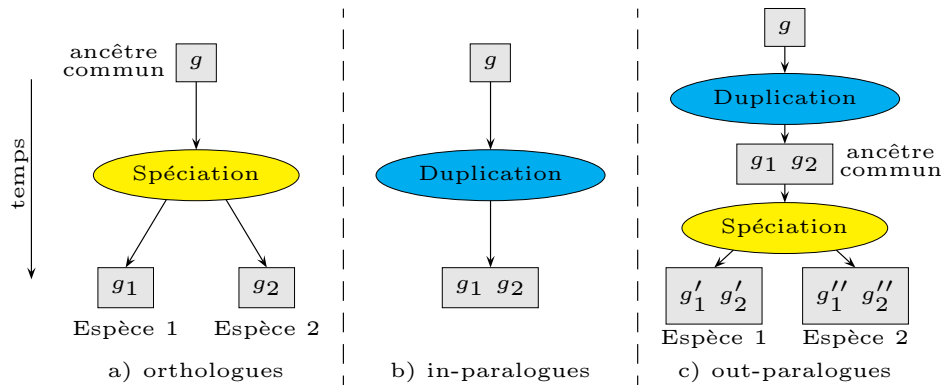 temps
ancêtre
commun
g
Spéciation
g₁
g₂
Espèce 1
Espèce 2
a) orthologues
g
Duplication
g₁ g₂
b) in-paralogues
g
Duplication
g₁ g₂
ancêtre
commun
Spéciation
g′₁ g′₂
g″₁ g″₂
Espèce 1
Espèce 2
c) out-paralogues